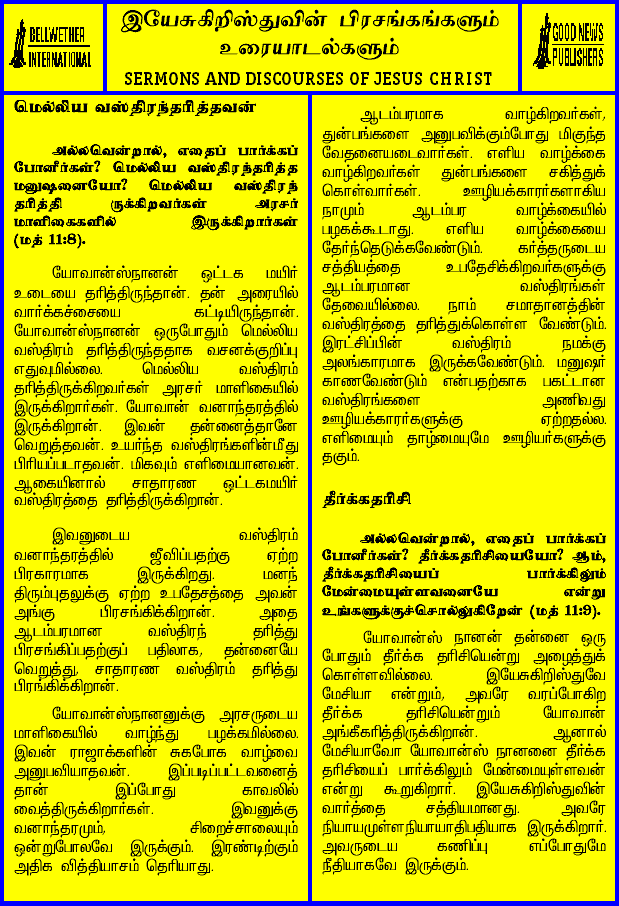 BELLWETHER
INTERNATIONAL
இயேசுகிறிஸ்துவின் பிரசங்கங்களும்
உரையாடல்களும்
SERMONS AND DISCOURSES OF JESUS CHRIST
GOOD NEWS
PUBLISHERS
மெல்லிய வஸ்திரந்தரித்தவன்
அல்லவென்றால், எதைப் பார்க்கப்
போனீர்கள்? மெல்லிய வஸ்திரந்தரித்த
மனுஷனையோ? மெல்லிய வஸ்திரந்
தரித்தி ருக்கிறவர்கள் அரசர்
மாளிகைகளில் இருக்கிறார்கள்
(மத் 11:8).
யோவான்ஸ்நானன் ஒட்டக மயிர்
உடையை தரித்திருந்தான். தன் அரையில்
வார்க்கச்சையை கட்டியிருந்தான்.
யோவான்ஸ்நானன் ஒருபோதும் மெல்லிய
வஸ்திரம் தரித்திருந்ததாக வசனக்குறிப்பு
எதுவுமில்லை. மெல்லிய வஸ்திரம்
தரித்திருக்கிறவர்கள் அரசர் மாளிகையில்
இருக்கிறார்கள். யோவான் வனாந்தரத்தில்
இருக்கிறான். இவன் தன்னைத்தானே
வெறுத்தவன். உயர்ந்த வஸ்திரங்களின்மீது
பிரியப்படாதவன். மிகவும் எளிமையானவன்.
ஆகையினால் சாதாரண ஒட்டகமயிர்
வஸ்திரத்தை தரித்திருக்கிறான்.
இவனுடைய வஸ்திரம்
வனாந்தரத்தில் ஜீவிப்பதற்கு ஏற்ற
பிரகாரமாக இருக்கிறது. மனந்
திரும்புதலுக்கு ஏற்ற உபதேசத்தை அவன்
அங்கு பிரசங்கிக்கிறான். அதை
ஆடம்பரமான வஸ்திரந் தரித்து
பிரசங்கிப்பதற்குப் பதிலாக, தன்னையே
வெறுத்து, சாதாரண வஸ்திரம் தரித்து
பிரங்கிக்கிறான்.
யோவான்ஸ்நானனுக்கு அரசருடைய
மாளிகையில் வாழ்ந்து பழக்கமில்லை.
இவன் ராஜாக்களின் சுகபோக வாழ்வை
அனுபவியாதவன். இப்படிப்பட்டவனைத்
தான் இப்போது காவலில்
வைத்திருக்கிறார்கள். இவனுக்கு
வனாந்தரமும், சிறைச்சாலையும்
ஒன்றுபோலவே இருக்கும். இரண்டிற்கும்
அதிக வித்தியாசம் தெரியாது.
ஆடம்பரமாக வாழ்கிறவர்கள்,
துன்பங்களை அனுபவிக்கும்போது மிகுந்த
வேதனையடைவார்கள். எளிய வாழ்க்கை
வாழ்கிறவர்கள் துன்பங்களை சகித்துக்
கொள்வார்கள். ஊழியக்காரர்களாகிய
நாமும் ஆடம்பர வாழ்க்கையில்
பழகக்கூடாது. எளிய வாழ்க்கையை
தேர்ந்தெடுக்கவேண்டும். கர்த்தருடைய
சத்தியத்தை உபதேசிக்கிறவர்களுக்கு
ஆடம்பரமான வஸ்திரங்கள்
தேவையில்லை. நாம் சமாதானத்தின்
வஸ்திரத்தை தரித்துக்கொள்ள வேண்டும்.
இரட்சிப்பின் வஸ்திரம் நமக்கு
அலங்காரமாக இருக்கவேண்டும். மனுஷர்
காணவேண்டும் என்பதற்காக பகட்டான
வஸ்திரங்களை அணிவது
ஊழியக்காரர்களுக்கு ஏற்றதல்ல.
எளிமையும் தாழ்மையுமே ஊழியர்களுக்கு
தகும்.
தீர்க்கதரிசி
அல்லவென்றால், எதைப் பார்க்கப்
போனீர்கள்? தீர்க்கதரிசியையோ? ஆம்,
தீர்க்கதரிசியைப் பார்க்கிலும்
மேன்மையுள்ளவனையே என்று
உங்களுக்குச்சொல்லுகிறேன் (மத் 11:9).
யோவான்ஸ் நானன் தன்னை ஒரு
போதும் தீர்க்க தரிசியென்று அழைத்துக்
கொள்ளவில்லை. இயேசுகிறிஸ்துவே
மேசியா என்றும், அவரே வரப்போகிற
தீர்க்க தரிசியென்றும் யோவான்
அங்கீகரித்திருக்கிறான். ஆனால்
மேசியாவோ யோவான்ஸ் நானனை தீர்க்க
தரிசியைப் பார்க்கிலும் மேன்மையுள்ளவன்
என்று கூறுகிறார். இயேசுகிறிஸ்துவின்
வார்த்தை சத்தியமானது. அவரே
நியாயமுள்ளநியாயாதிபதியாக இருக்கிறார்.
அவருடைய கணிப்பு எப்போதுமே
நீதியாகவே இருக்கும்.